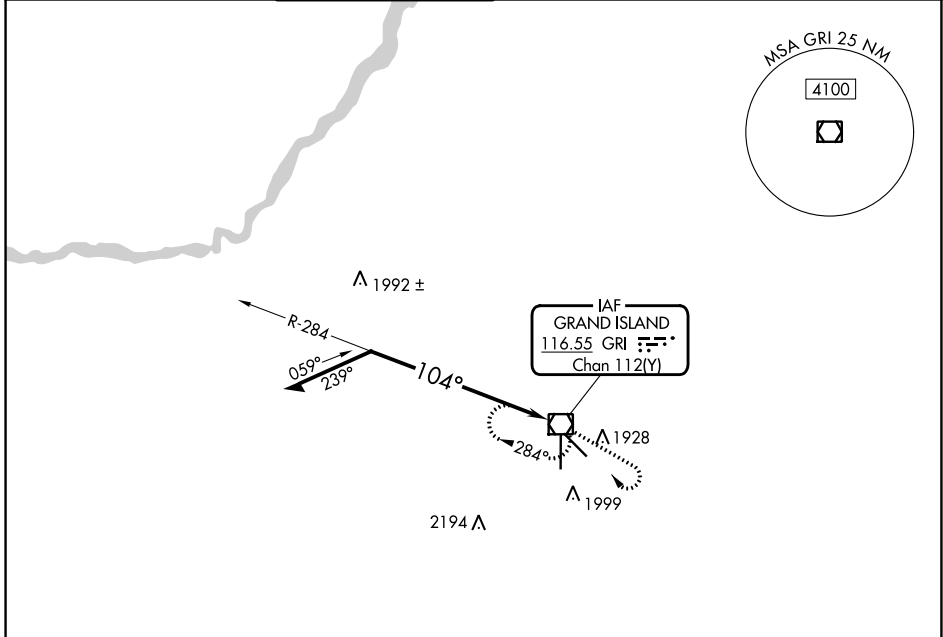 MSA GRI 25 NM
4100
1992 ±
R-284
059°
239°
104°
IAF
GRAND ISLAND
116.55 GRI
Chan 112(Y)
284°
1928
1999
2194